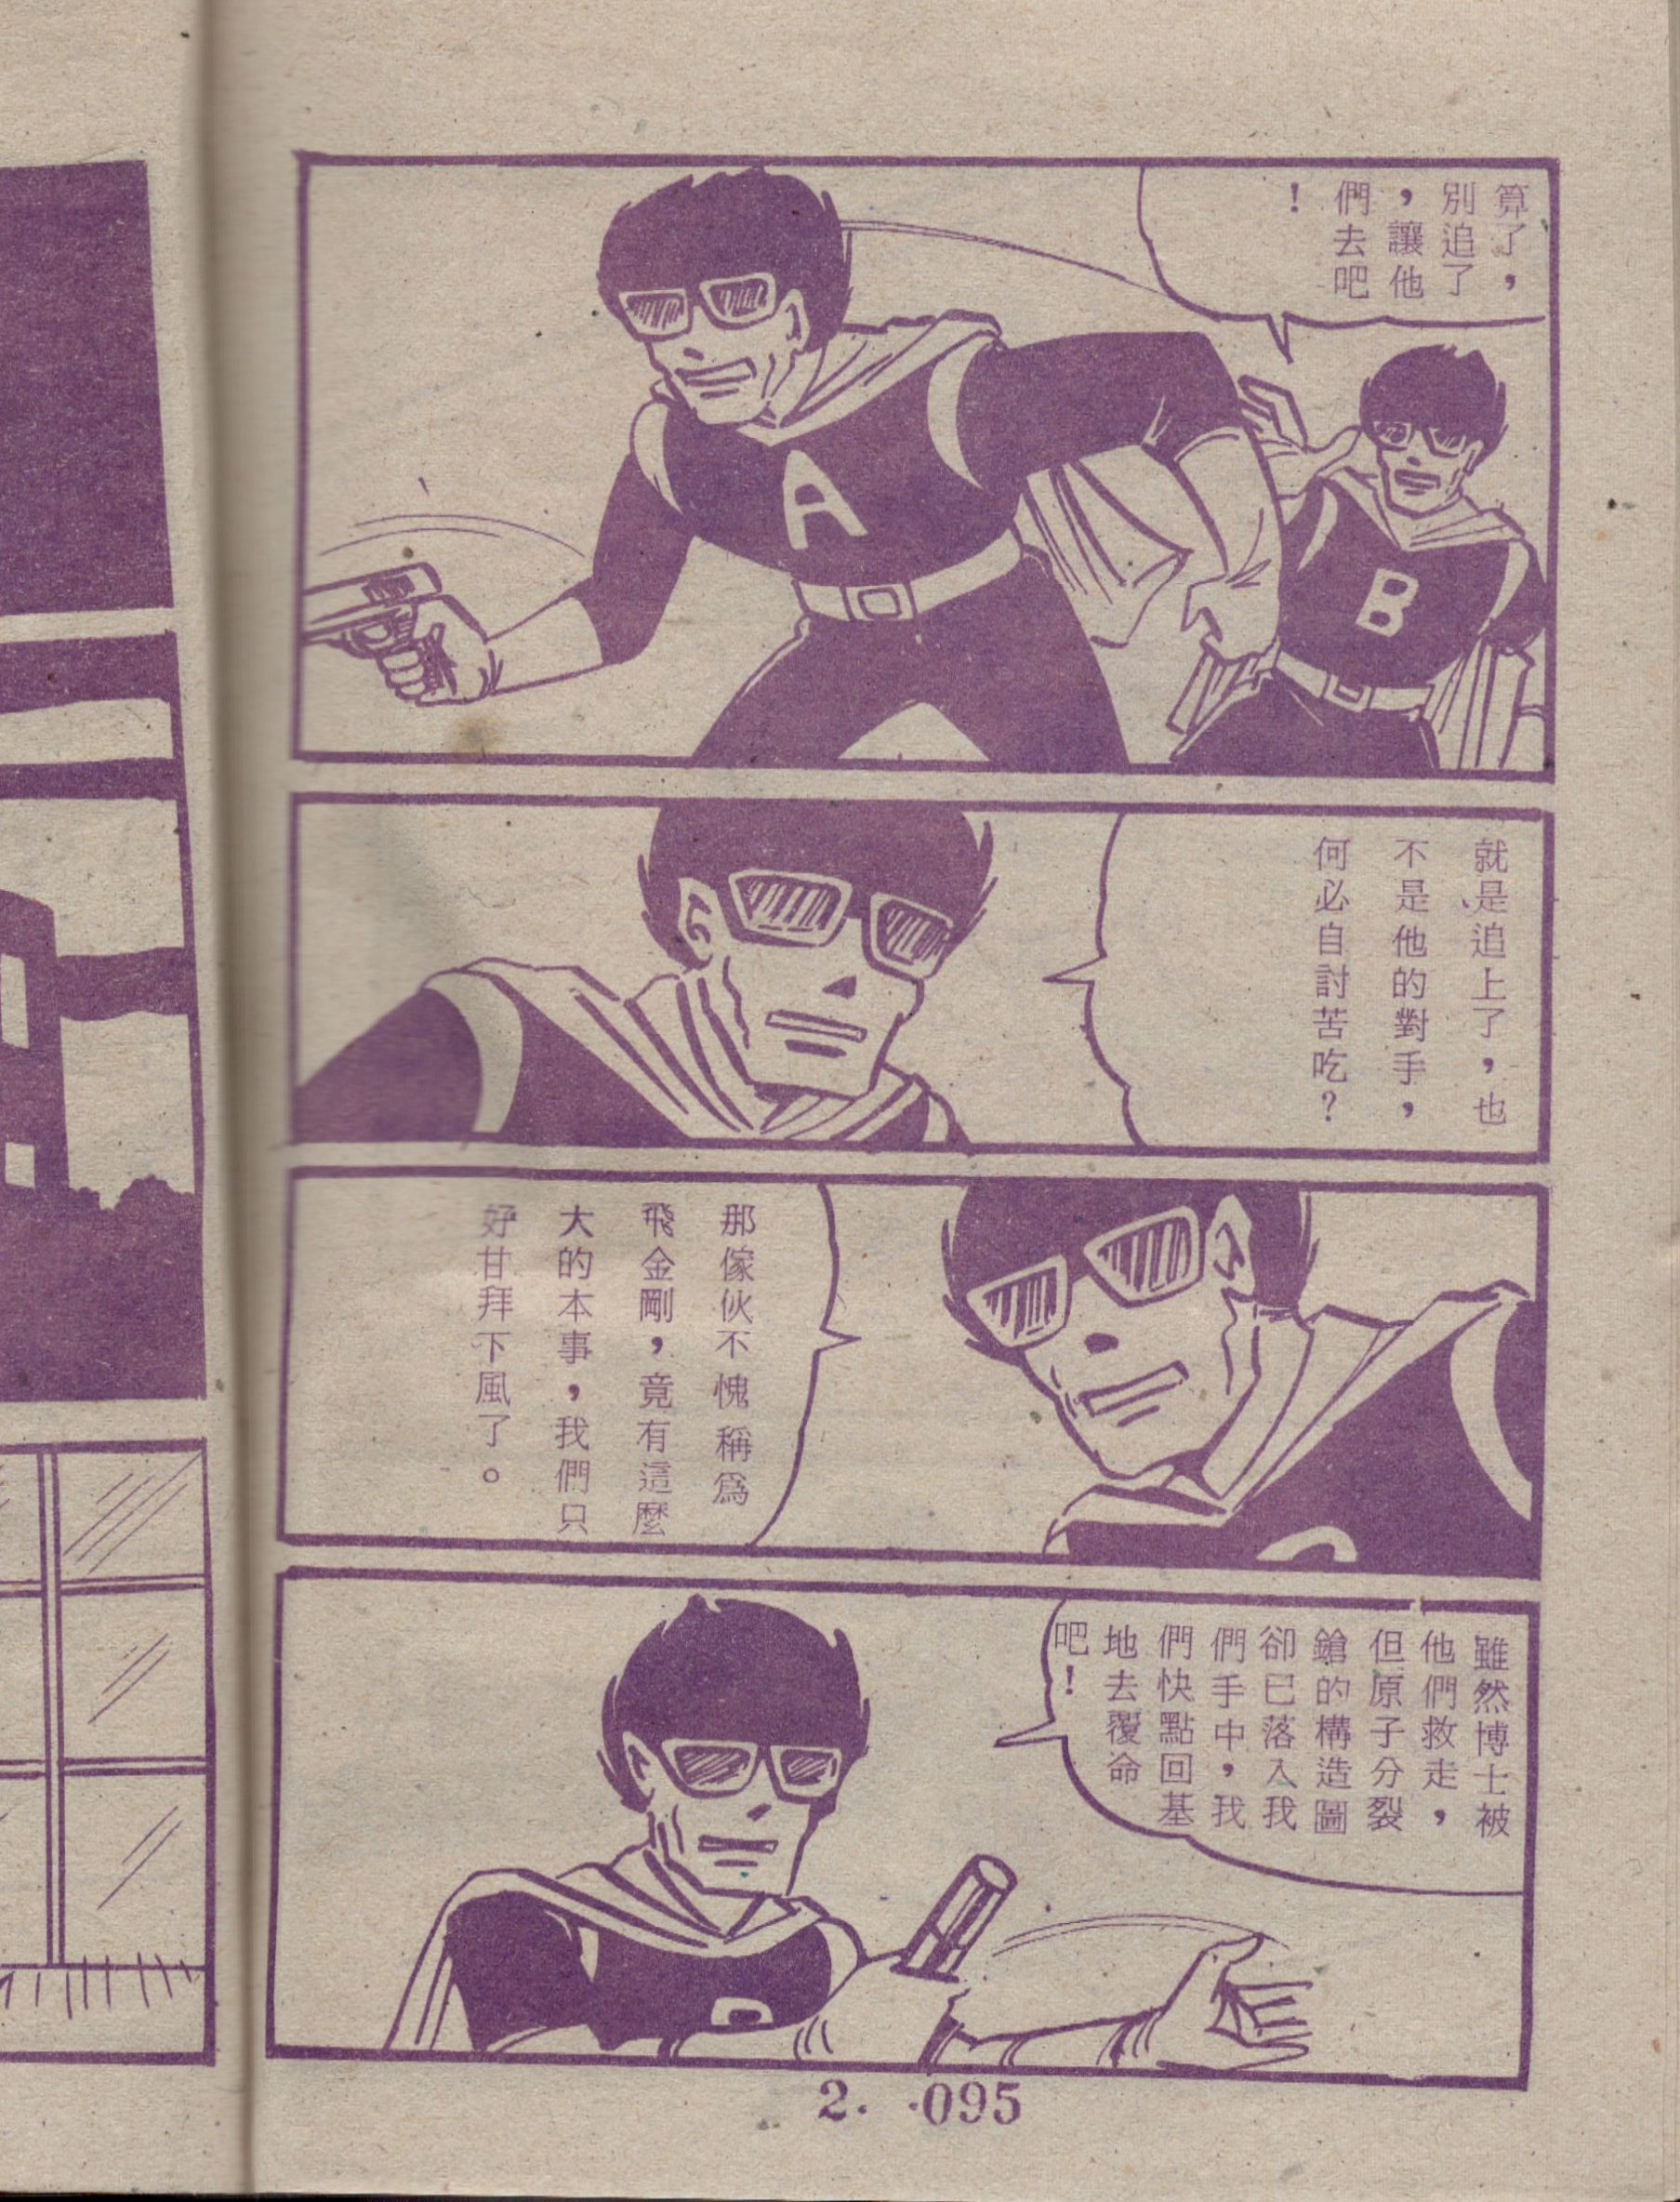 算了，
別追了
，讓他
們去吧
！
A
B
就是追上了，也
不是他的對手，
何必自討苦吃？
那傢伙不愧稱爲
飛金剛，竟有這麼
大的本事，我們只
好甘拜下風了。
雖然博士被
他們救走，
但原子分裂
鎗的構造圖
卻已落入我
們手中，我
們快點回基
地去覆命
吧！
2. ·095